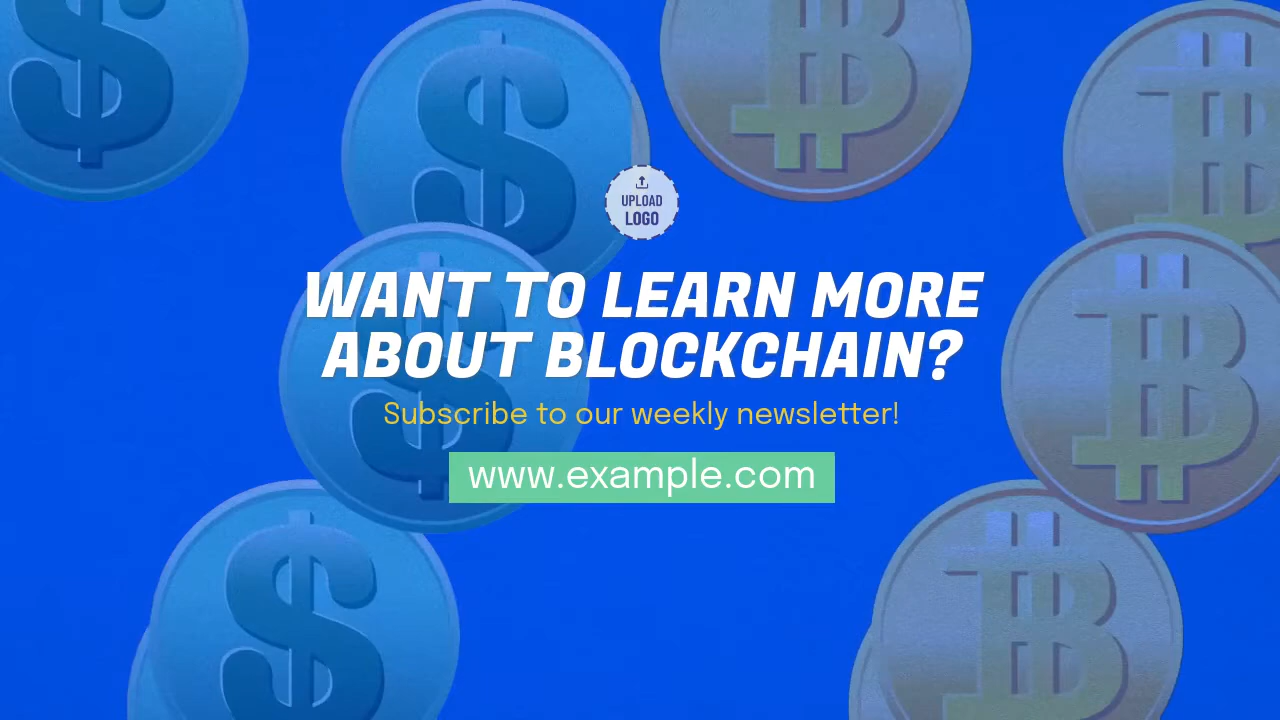 UPLOAD
LOGO
WANT TO LEARN MORE
ABOUT BLOCKCHAIN?
Subscribe to our weekly newsletter!
www.example.com